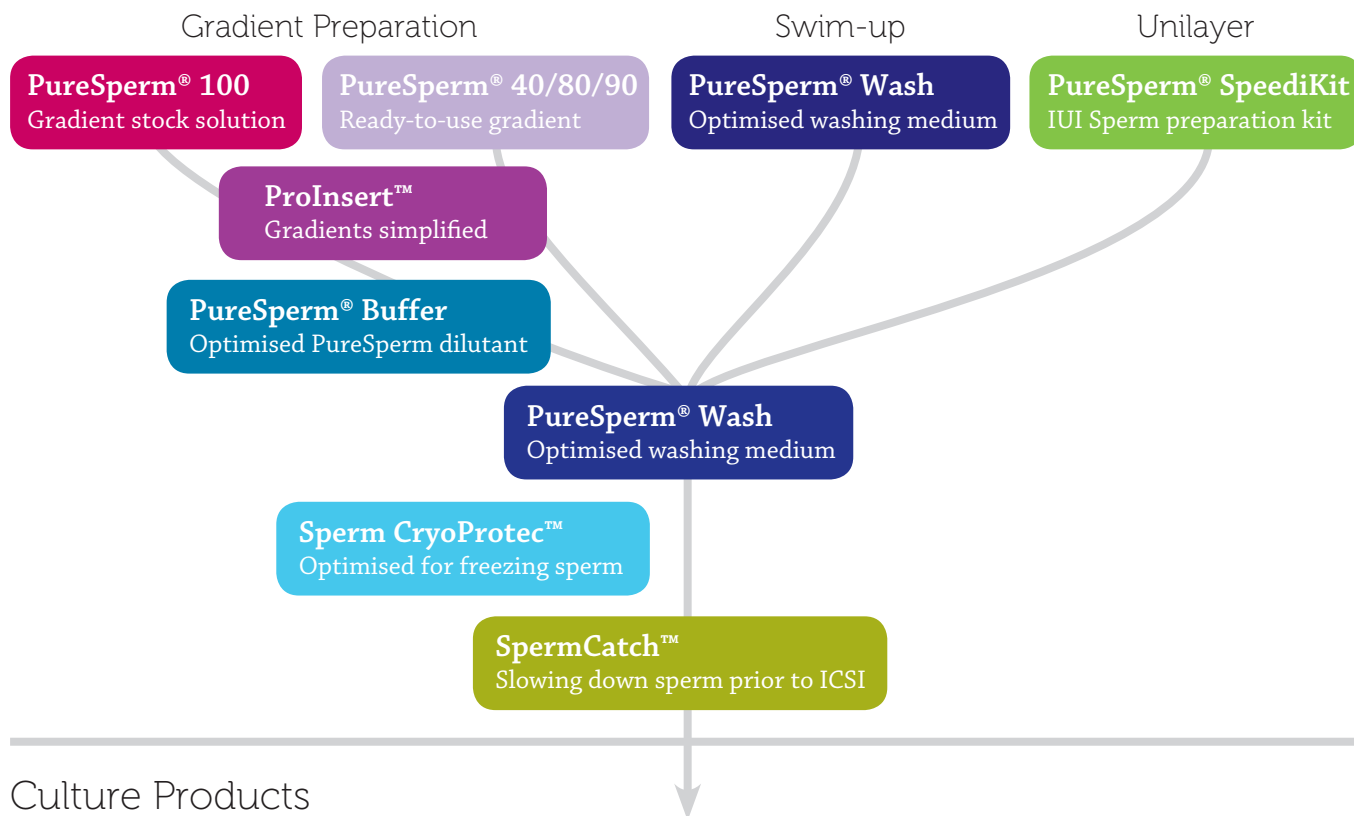 Gradient Preparation
Swim-up
Unilayer
PureSperm® 100
Gradient stock solution
PureSperm® 40/80/90
Ready-to-use gradient
PureSperm® Wash
Optimised washing medium
PureSperm® SpeediKit
IUI Sperm preparation kit
ProInsert™
Gradients simplified
PureSperm® Buffer
Optimised PureSperm dilutant
PureSperm® Wash
Optimised washing medium
Sperm CryoProtec™
Optimised for freezing sperm
SpermCatch™
Slowing down sperm prior to ICSI
Culture Products